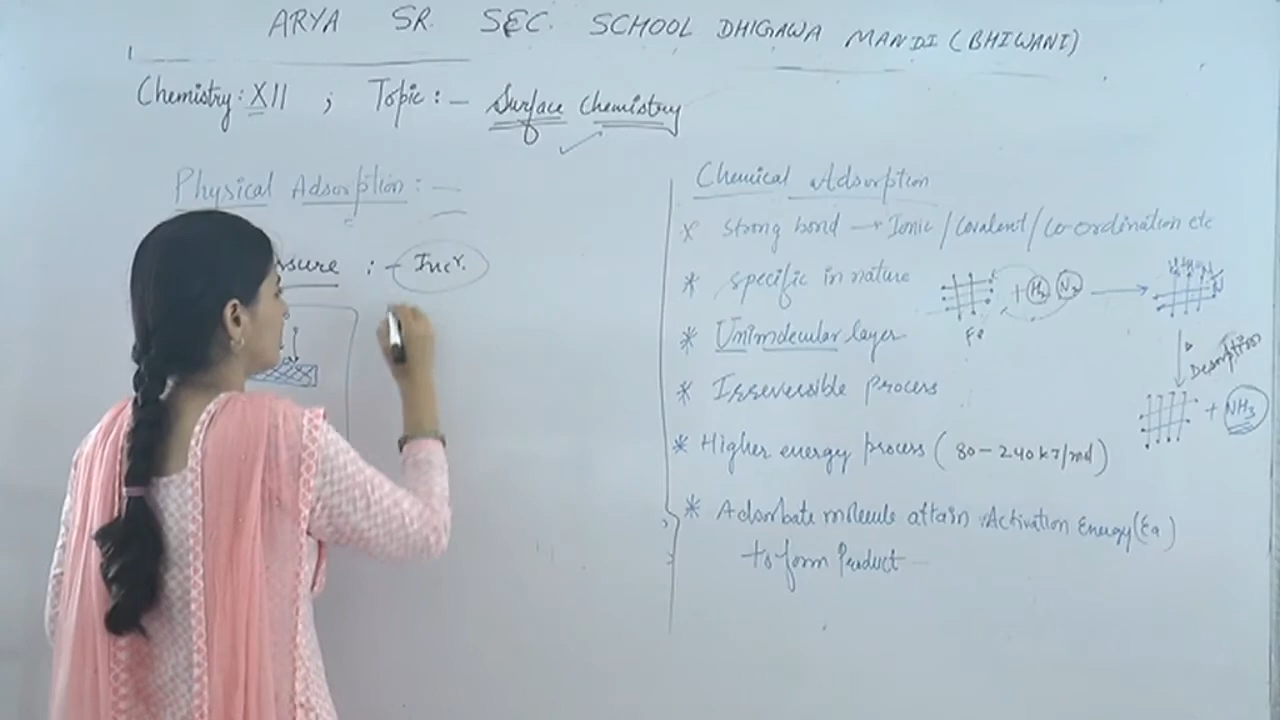 ARYA SR. SEC. SCHOOL DHIGAWA MANDI (BHIWANI)
Chemistry: XII ; Topic :- Surface Chemistry
Physical Adsorption : -
ssure : - Incr.
Chemical Adsorption
* strong bond → Ionic / Covalent / Co-ordination etc
* specific in nature
+ H2 N2
Fe
* Unimolecular layer
Desorption
* Irreversible Process
+ NH3
* Higher energy process ( 80 - 240 kJ/mol )
* Adsorbate molecule attain Activation Energy (Ea)
to form Product